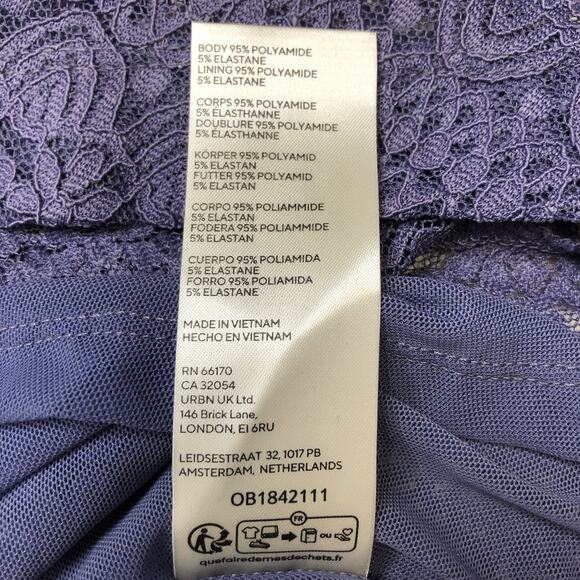 BODY 95% POLYAMIDE
5% ELASTANE
LINING 95% POLYAMIDE
5% ELASTANE
CORPS 95% POLYAMIDE
5% ELASTHANNE
DOUBLURE 95% POLYAMIDE
5% ELASTHANNE
KÖRPER 95% POLYAMID
5% ELASTAN
FUTTER 95% POLYAMID
5% ELASTAN
CORPO 95% POLIAMMIDE
5% ELASTANE
FODERA 95% POLIAMMIDE
5% ELASTANE
CUERPO 95% POLIAMIDA
5% ELASTANE
FORRO 95% POLIAMIDA
5% ELASTANE
MADE IN VIETNAM
HECHO EN VIETNAM
RN 66170
CA 32054
URBN UK Ltd.
146 Brick Lane,
LONDON, E1 6RU
LEIDSESTRAAT 32, 1017 PB
AMSTERDAM, NETHERLANDS
OB1842111
FR
OU
quefairedemesdechets.fr